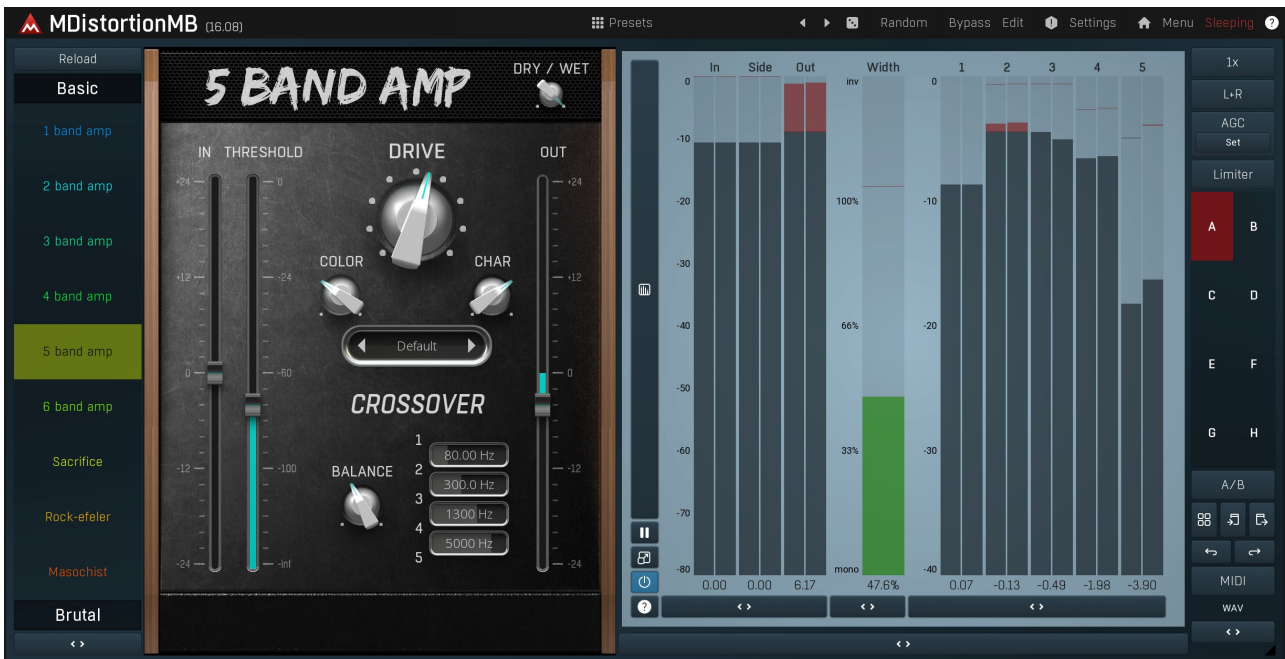 MDistortionMB (16.08)
Presets
Random
Bypass
Edit
Settings
Menu
Sleeping
?
Reload
Basic
1 band amp
2 band amp
3 band amp
4 band amp
5 band amp
6 band amp
Sacrifice
Rock-efeler
Masochist
Brutal
5 BAND AMP
DRY / WET
IN
THRESHOLD
DRIVE
OUT
+24
0
+24
COLOR
CHAR
+12
-24
+12
Default
0
-60
0
CROSSOVER
1
80.00 Hz
-12
-100
BALANCE
2
-12
300.0 Hz
3
1300 Hz
4
5000 Hz
5
-24
-inf
-24
In
Side
Out
Width
1
2
3
4
5
0
inv
0
-10
-20
100%
-10
-30
-40
66%
-20
-50
-60
33%
-30
-70
-80
mono
-40
0.00
0.00
6.17
47.6%
0.07
-0.13
-0.49
-1.98
-3.90
?
1x
L+R
AGC
Set
Limiter
A
B
C
D
E
F
G
H
A/B
MIDI
WAV